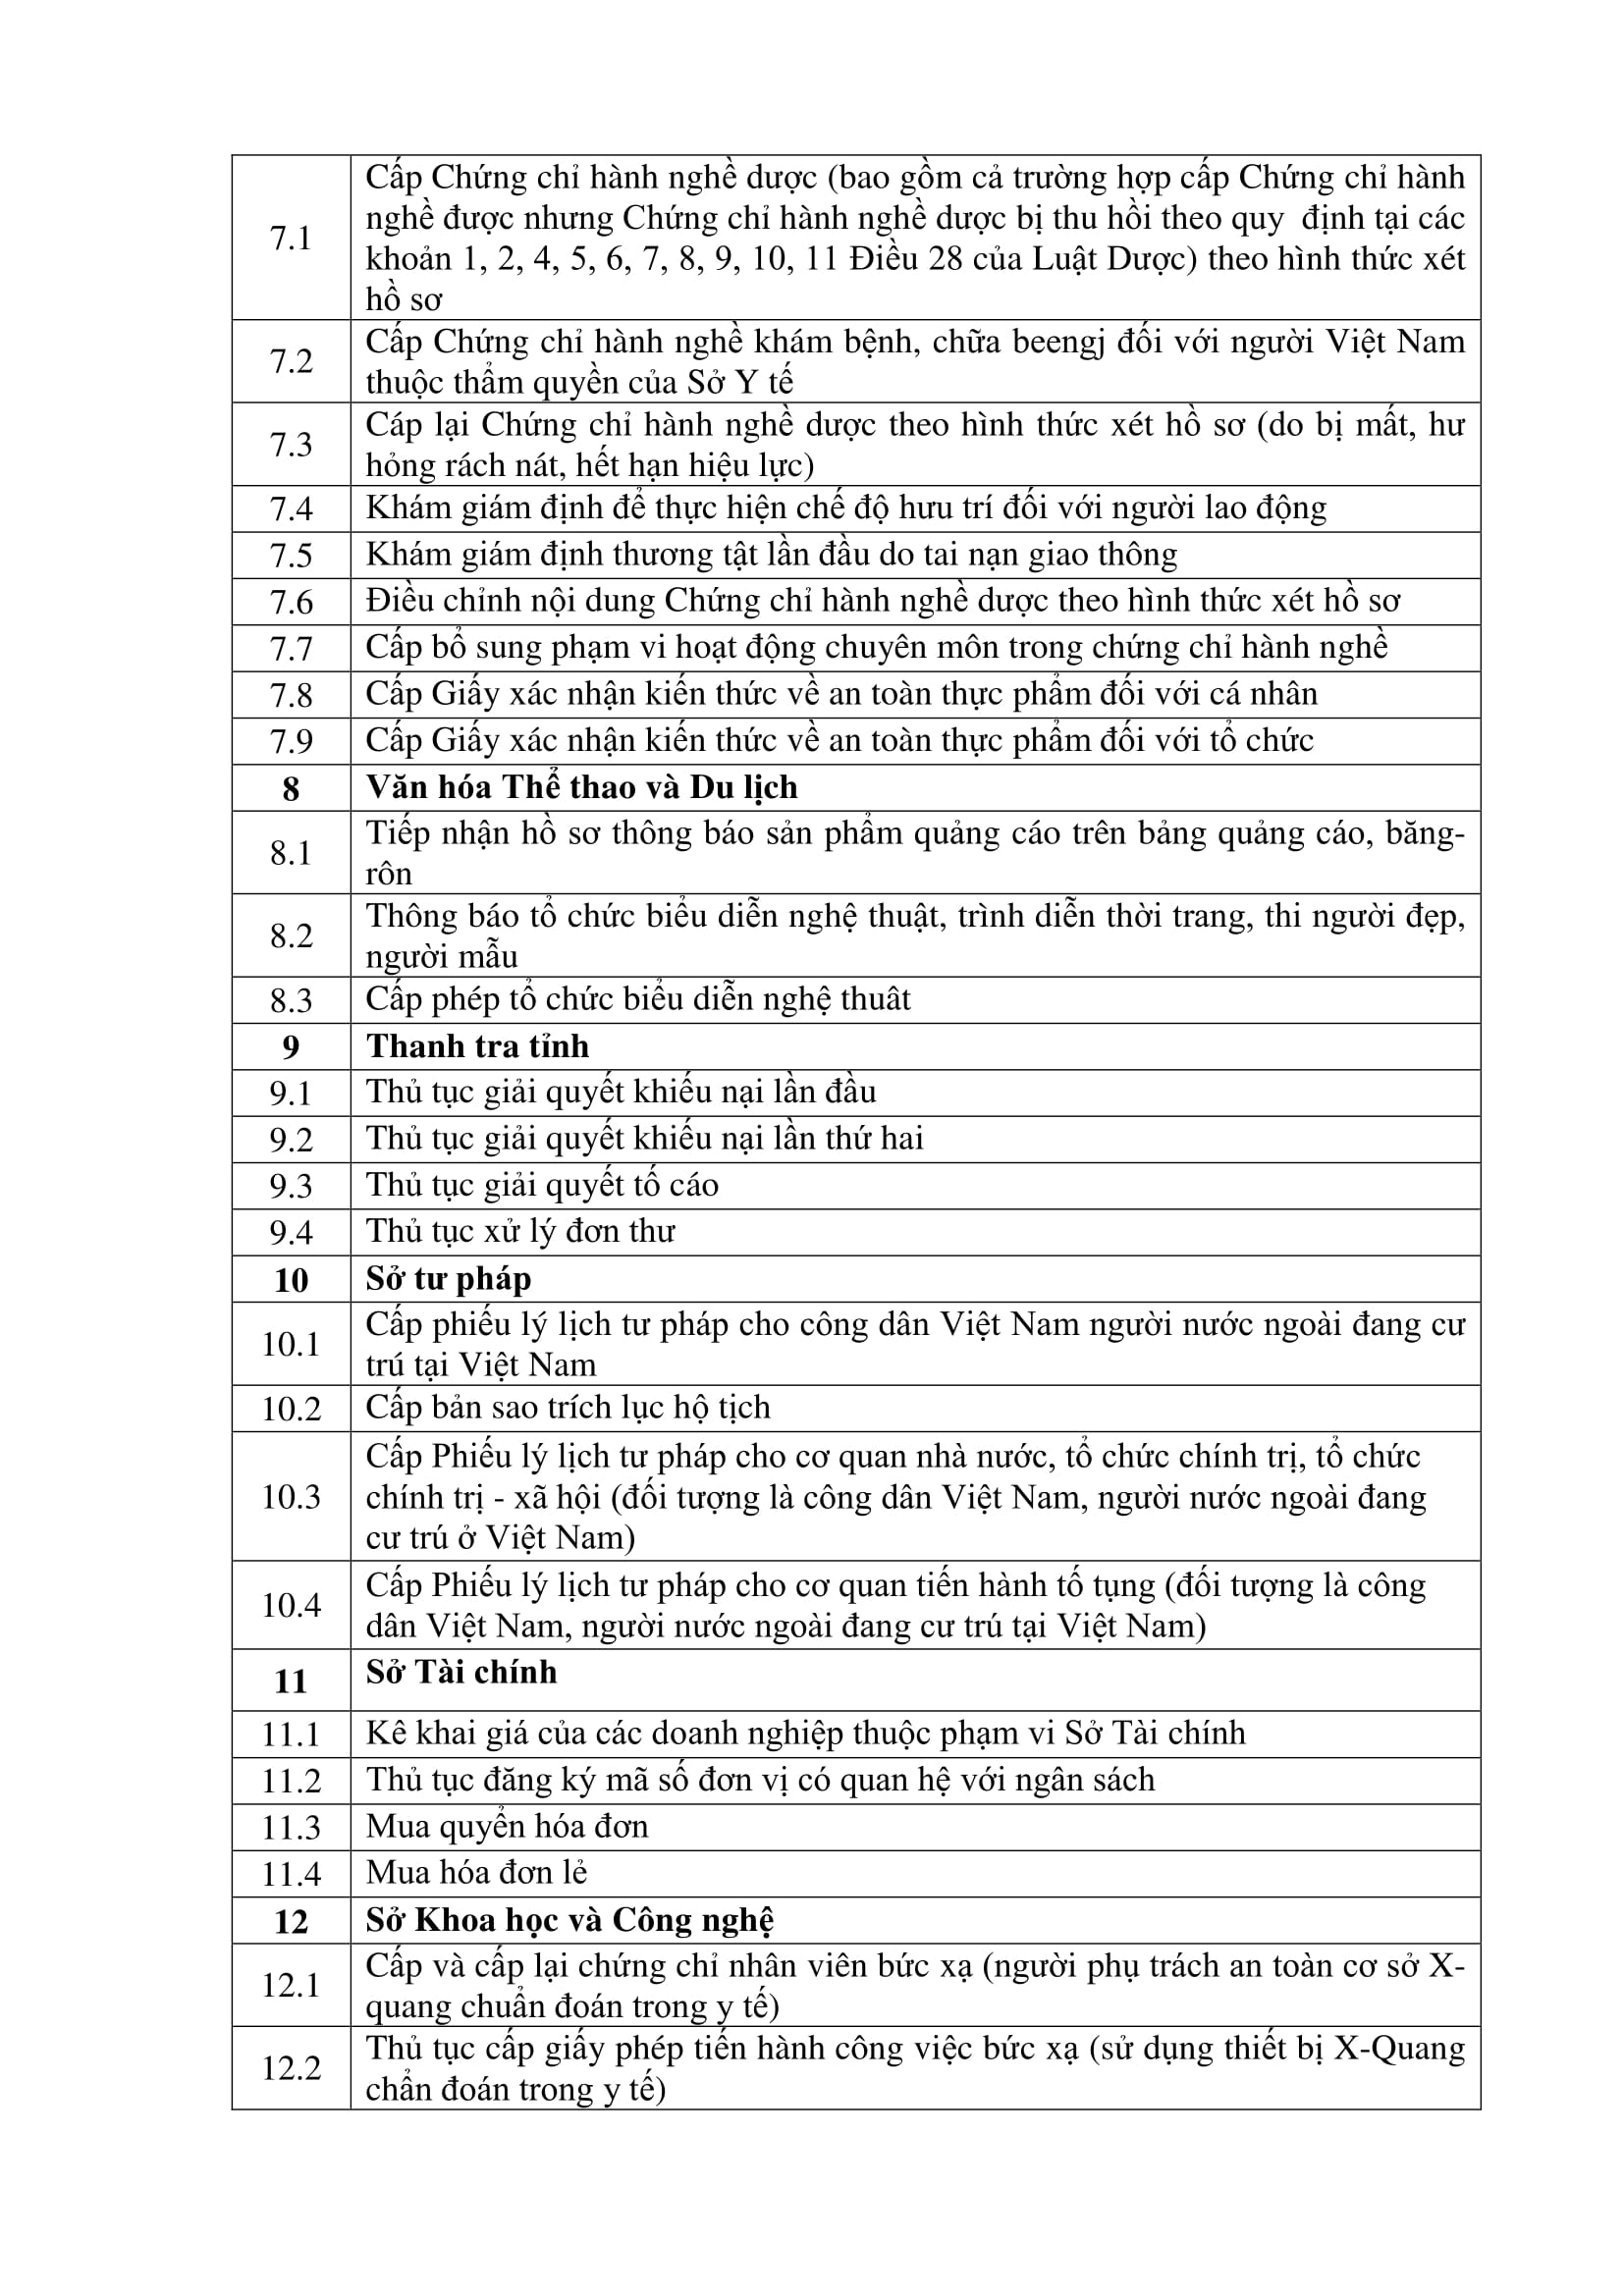 7.1
Cấp Chứng chỉ hành nghề dược (bao gồm cả trường hợp cấp Chứng chỉ hành
nghề được nhưng Chứng chỉ hành nghề dược bị thu hồi theo quy  định tại các
khoản 1, 2, 4, 5, 6, 7, 8, 9, 10, 11 Điều 28 của Luật Dược) theo hình thức xét
hồ sơ
7.2
Cấp Chứng chỉ hành nghề khám bệnh, chữa beengj đối với người Việt Nam
thuộc thẩm quyền của Sở Y tế
7.3
Cáp lại Chứng chỉ hành nghề dược theo hình thức xét hồ sơ (do bị mất, hư
hỏng rách nát, hết hạn hiệu lực)
7.4 Khám giám định để thực hiện chế độ hưu trí đối với người lao động
7.5 Khám giám định thương tật lần đầu do tai nạn giao thông
7.6 Điều chỉnh nội dung Chứng chỉ hành nghề dược theo hình thức xét hồ sơ
7.7 Cấp bổ sung phạm vi hoạt động chuyên môn trong chứng chỉ hành nghề
7.8 Cấp Giấy xác nhận kiến thức về an toàn thực phẩm đối với cá nhân
7.9 Cấp Giấy xác nhận kiến thức về an toàn thực phẩm đối với tổ chức
8 Văn hóa Thể thao và Du lịch
8.1
Tiếp nhận hồ sơ thông báo sản phẩm quảng cáo trên bảng quảng cáo, băng-
rôn
8.2
Thông báo tổ chức biểu diễn nghệ thuật, trình diễn thời trang, thi người đẹp,
người mẫu
8.3 Cấp phép tổ chức biểu diễn nghệ thuât
9 Thanh tra tỉnh
9.1 Thủ tục giải quyết khiếu nại lần đầu
9.2 Thủ tục giải quyết khiếu nại lần thứ hai
9.3 Thủ tục giải quyết tố cáo
9.4 Thủ tục xử lý đơn thư
10 Sở tư pháp
10.1
Cấp phiếu lý lịch tư pháp cho công dân Việt Nam người nước ngoài đang cư
trú tại Việt Nam
10.2 Cấp bản sao trích lục hộ tịch
10.3
Cấp Phiếu lý lịch tư pháp cho cơ quan nhà nước, tổ chức chính trị, tổ chức
chính trị - xã hội (đối tượng là công dân Việt Nam, người nước ngoài đang
cư trú ở Việt Nam)
10.4
Cấp Phiếu lý lịch tư pháp cho cơ quan tiến hành tố tụng (đối tượng là công
dân Việt Nam, người nước ngoài đang cư trú tại Việt Nam)
11 Sở Tài chính
11.1 Kê khai giá của các doanh nghiệp thuộc phạm vi Sở Tài chính
11.2 Thủ tục đăng ký mã số đơn vị có quan hệ với ngân sách
11.3 Mua quyển hóa đơn
11.4 Mua hóa đơn lẻ
12 Sở Khoa học và Công nghệ
12.1
Cấp và cấp lại chứng chỉ nhân viên bức xạ (người phụ trách an toàn cơ sở X-
quang chuẩn đoán trong y tế)
12.2
Thủ tục cấp giấy phép tiến hành công việc bức xạ (sử dụng thiết bị X-Quang
chẩn đoán trong y tế)